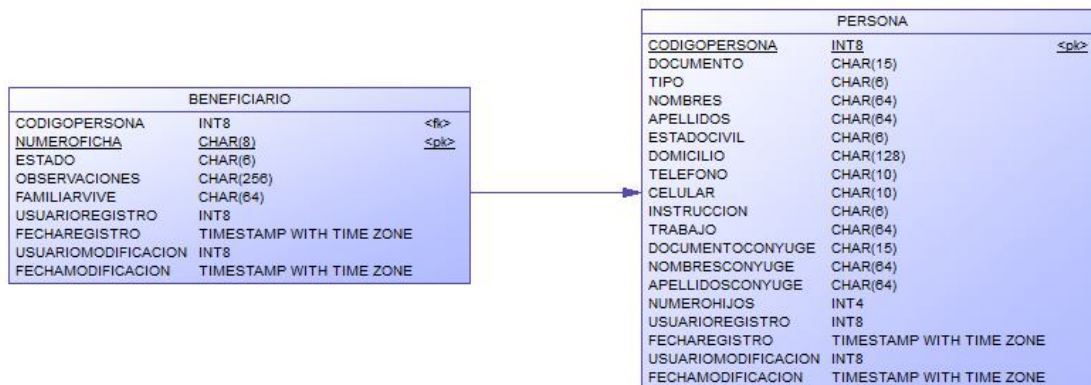 BENEFICIARIO
CODIGOPERSONA INT8 <fk>
NUMEROFICHA CHAR(8) <pk>
ESTADO CHAR(6)
OBSERVACIONES CHAR(256)
FAMILIARVIVE CHAR(64)
USUARIOREGISTRO INT8
FECHAREGISTRO TIMESTAMP WITH TIME ZONE
USUARIOMODIFICACION INT8
FECHAMODIFICACION TIMESTAMP WITH TIME ZONE
PERSONA
CODIGOPERSONA INT8 <pk>
DOCUMENTO CHAR(15)
TIPO CHAR(6)
NOMBRES CHAR(64)
APELLIDOS CHAR(64)
ESTADOCIVIL CHAR(6)
DOMICILIO CHAR(128)
TELEFONO CHAR(10)
CELULAR CHAR(10)
INSTRUCCION CHAR(6)
TRABAJO CHAR(64)
DOCUMENTOCONYUGE CHAR(15)
NOMBRESCONYUGE CHAR(64)
APELLIDOSCONYUGE CHAR(64)
NUMEROHIJOS INT4
USUARIOREGISTRO INT8
FECHAREGISTRO TIMESTAMP WITH TIME ZONE
USUARIOMODIFICACION INT8
FECHAMODIFICACION TIMESTAMP WITH TIME ZONE